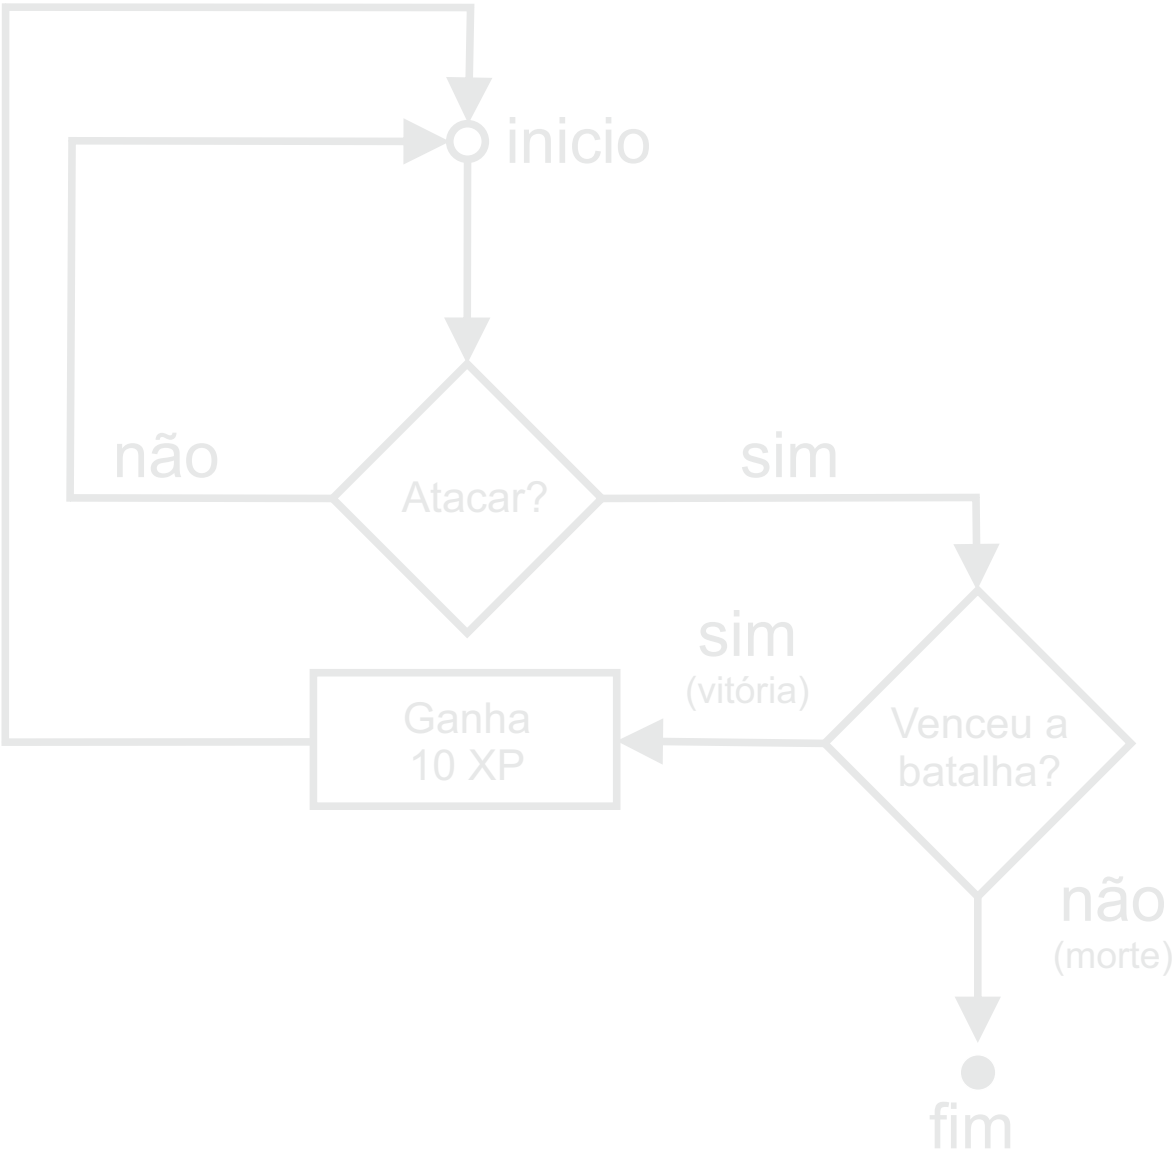 inicio
não
Atacar?
sim
sim
(vitória)
Ganha
10 XP
Venceu a
batalha?
não
(morte)
fim